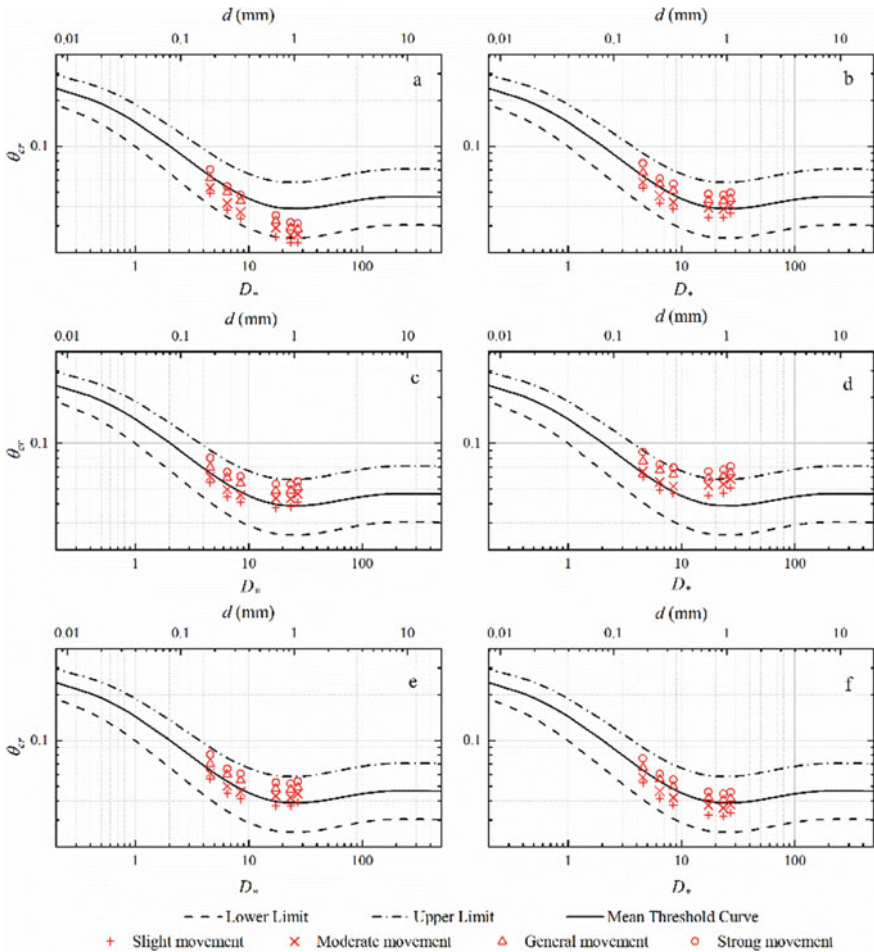 d (mm) d (mm)
0.01 0.1 1 10 0.01 0.1 1 10
a b
θcr 0.1 θcr 0.1
1 10 100 1 10 100
D* D*
d (mm) d (mm)
0.01 0.1 1 10 0.01 0.1 1 10
c d
θcr 0.1 θcr 0.1
1 10 100 1 10 100
D* D*
d (mm) d (mm)
0.01 0.1 1 10 0.01 0.1 1 10
e f
θcr 0.1 θcr 0.1
1 10 100 1 10 100
D* D*
Lower Limit Upper Limit Mean Threshold Curve
Slight movement Moderate movement General movement Strong movement